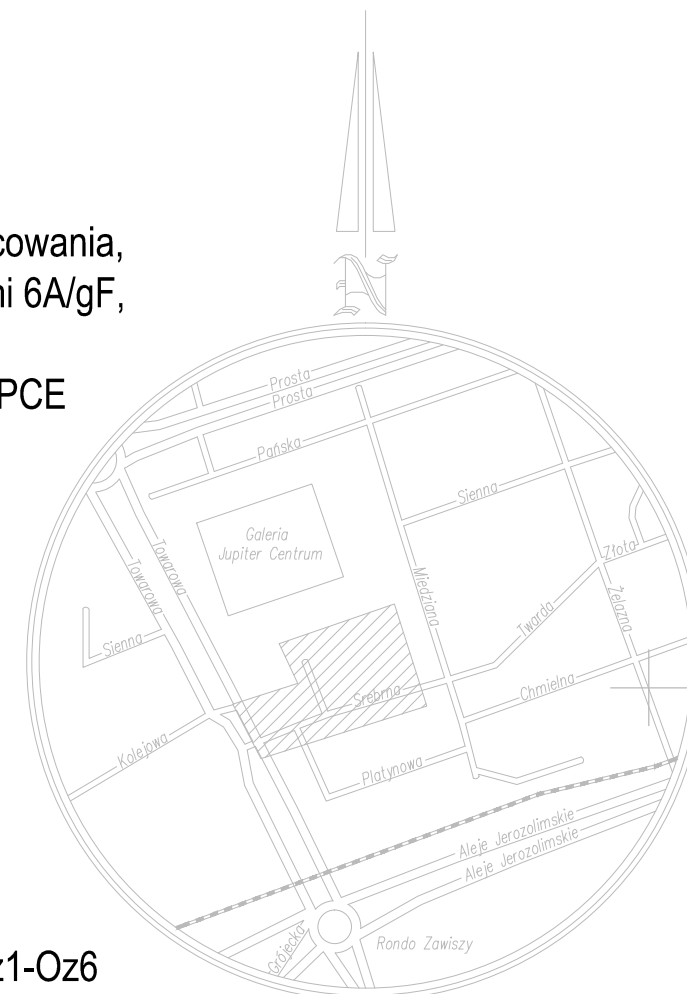 cowania,
ni 6A/gF,
N
PCE
Prosta
Prosta
Pańska
Sienna
Galeria
Jupiter Centrum
Towarowa
Towarowa
Miedziana
Złota
Żelazna
Twarda
Sienna
Srebrna
Chmielna
Kolejowa
Platynowa
Aleje Jerozolimskie
Aleje Jerozolimskie
Grójecka
Rondo Zawiszy
z1-Oz6